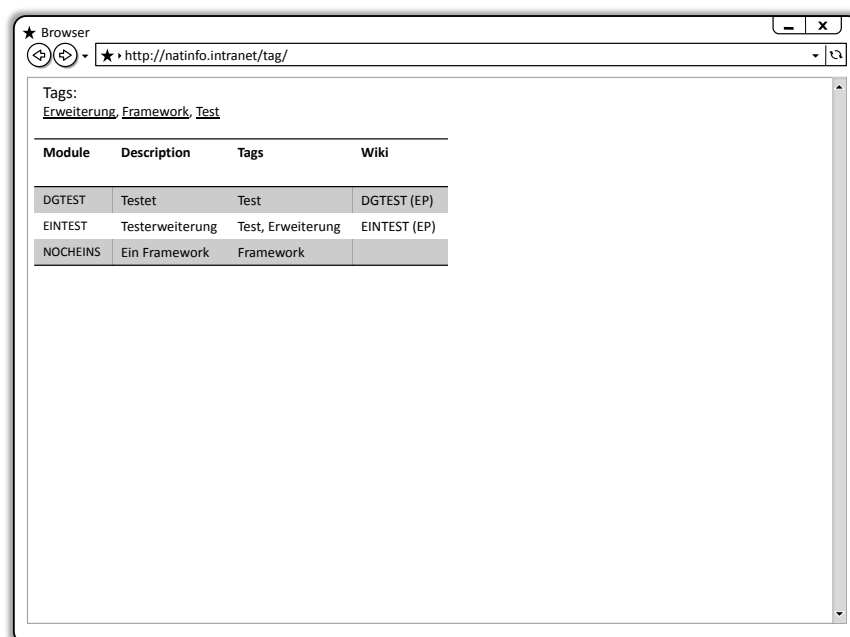 Browser
http://natinfo.intranet/tag/
Tags:
Erweiterung, Framework, Test
Module Description Tags Wiki
DGTEST Testet Test DGTEST (EP)
EINTEST Testerweiterung Test, Erweiterung EINTEST (EP)
NOCHEINS Ein Framework Framework